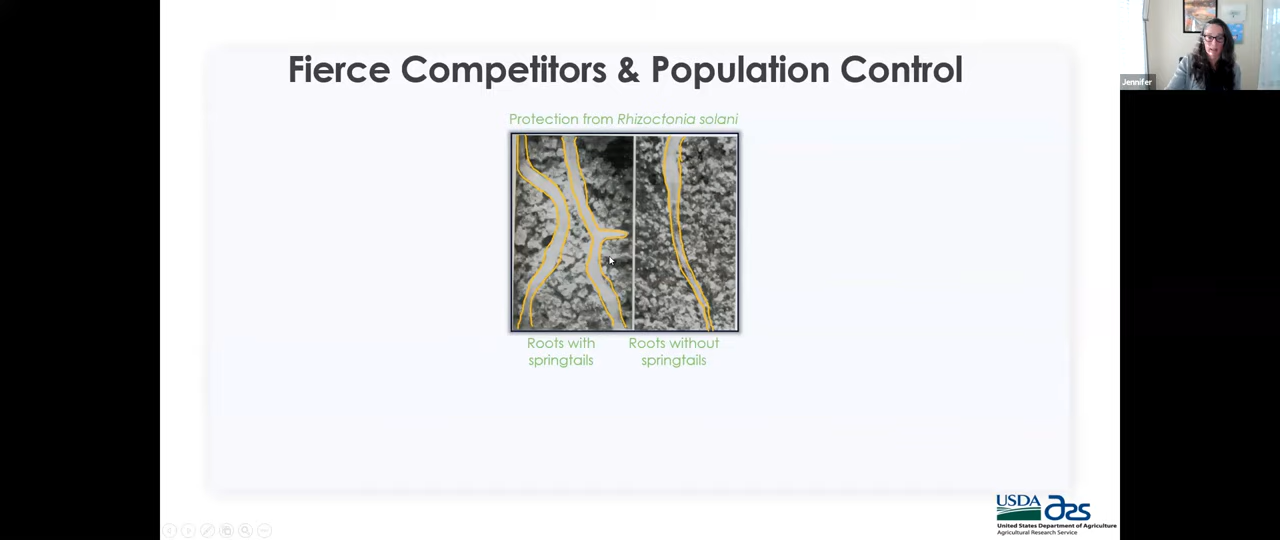 Fierce Competitors & Population Control
Jennifer
Protection from Rhizoctonia solani
Roots with
springtails
Roots without
springtails
USDA ars
United States Department of Agriculture
Agricultural Research Service